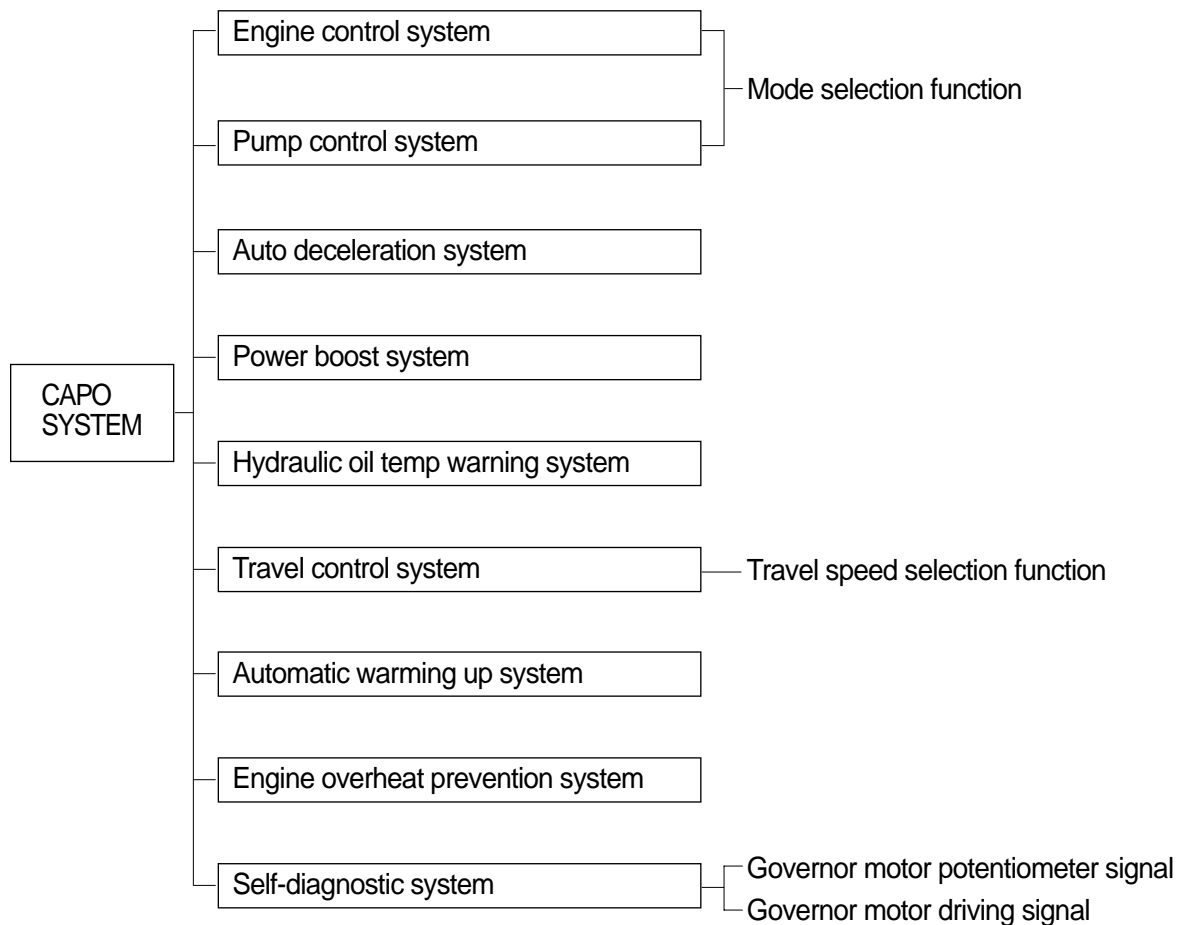 Engine control system
Mode selection function
Pump control system
Auto deceleration system
Power boost system
CAPO
SYSTEM
Hydraulic oil temp warning system
Travel control system
Travel speed selection function
Automatic warming up system
Engine overheat prevention system
Self-diagnostic system
Governor motor potentiometer signal
Governor motor driving signal